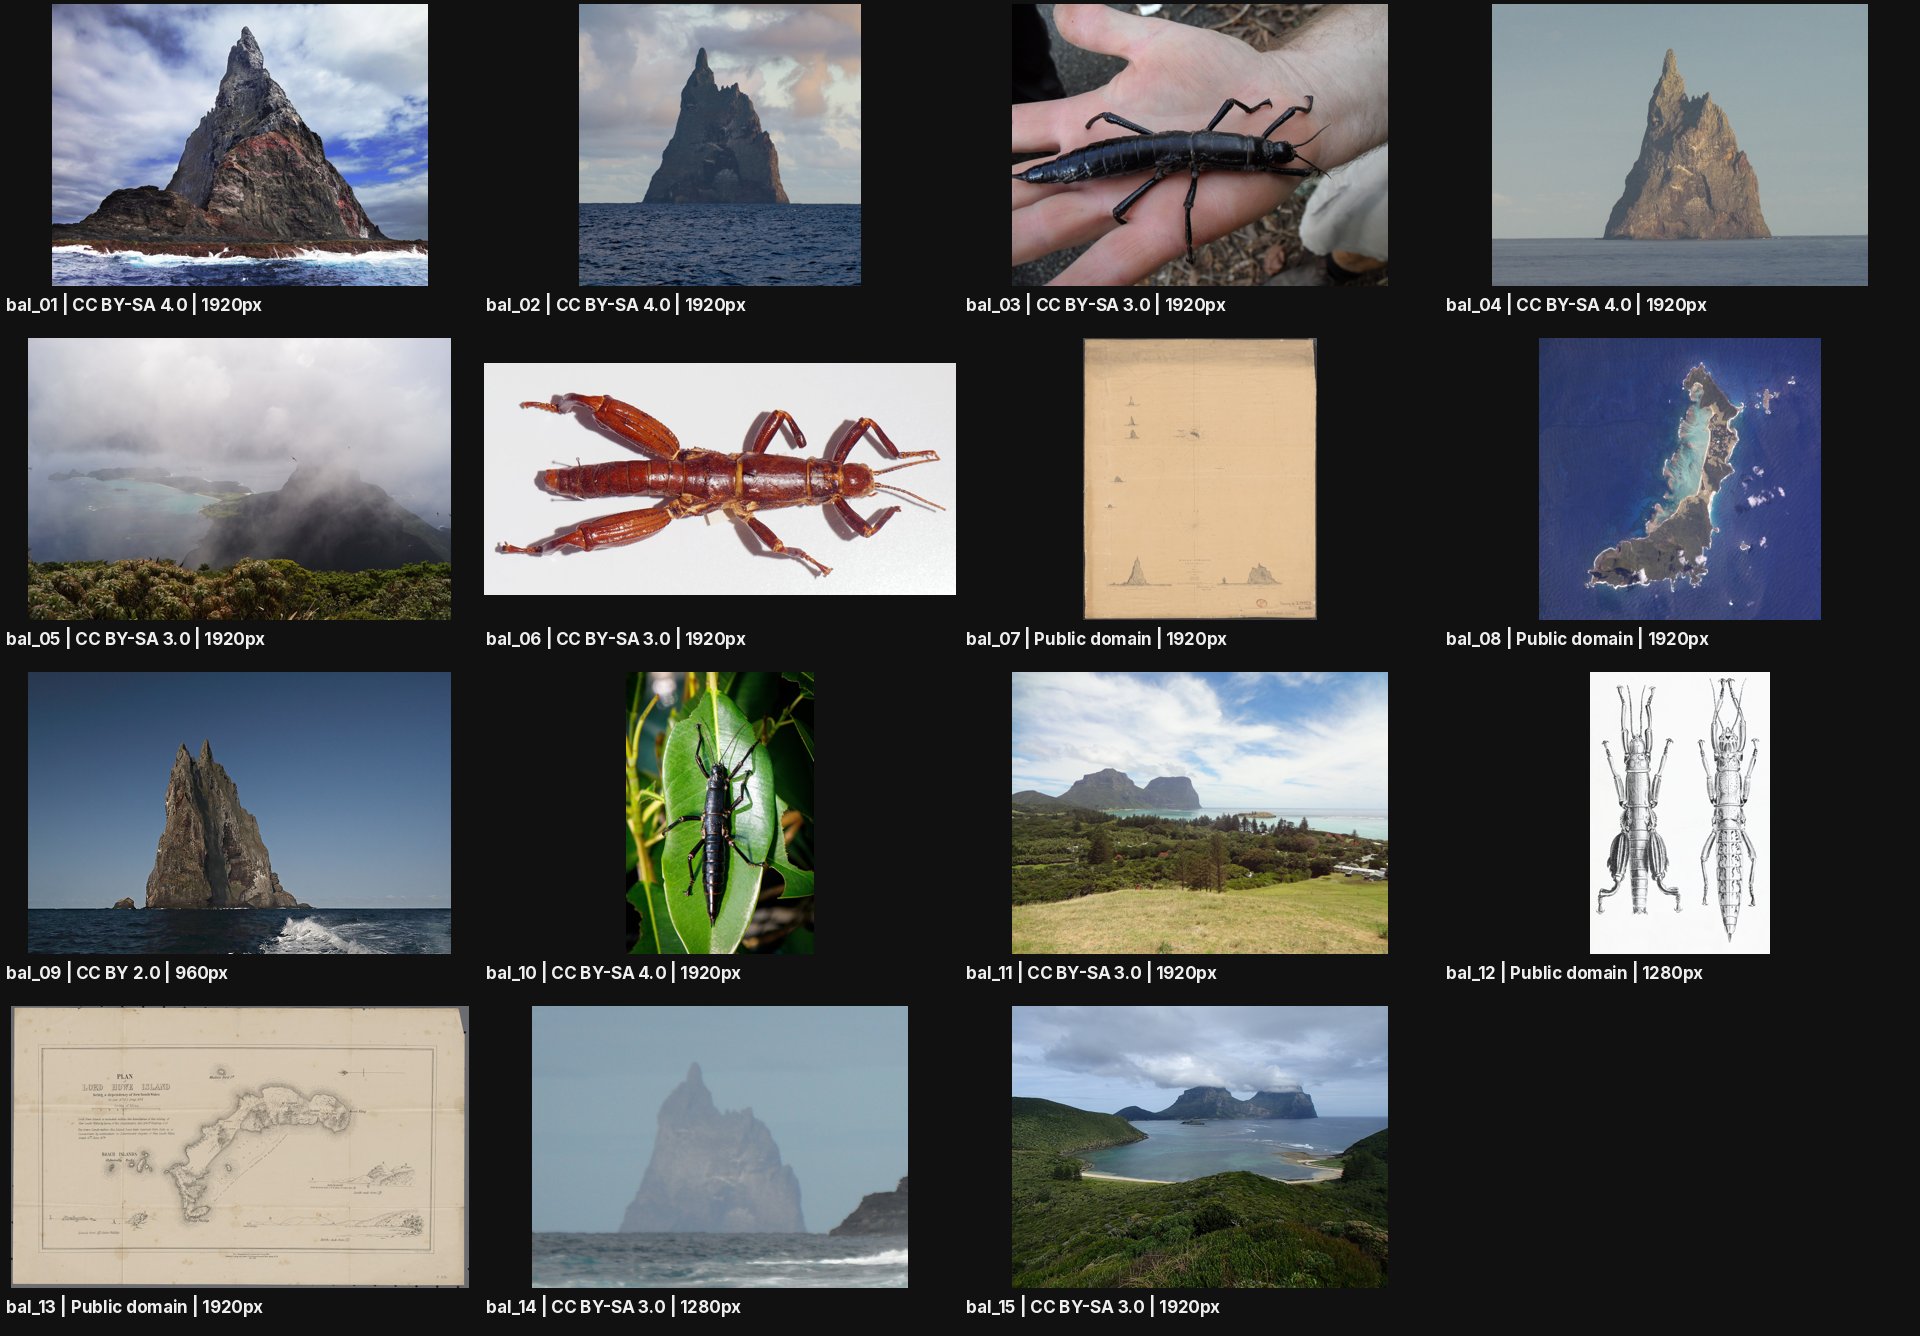 bal_01 | CC BY-SA 4.0 | 1920px
bal_02 | CC BY-SA 4.0 | 1920px
bal_03 | CC BY-SA 3.0 | 1920px
bal_04 | CC BY-SA 4.0 | 1920px
bal_05 | CC BY-SA 3.0 | 1920px
bal_06 | CC BY-SA 3.0 | 1920px
bal_07 | Public domain | 1920px
bal_08 | Public domain | 1920px
bal_09 | CC BY 2.0 | 960px
bal_10 | CC BY-SA 4.0 | 1920px
bal_11 | CC BY-SA 3.0 | 1920px
bal_12 | Public domain | 1280px
PLAN
LORD HOWE ISLAND
bal_13 | Public domain | 1920px
bal_14 | CC BY-SA 3.0 | 1280px
bal_15 | CC BY-SA 3.0 | 1920px